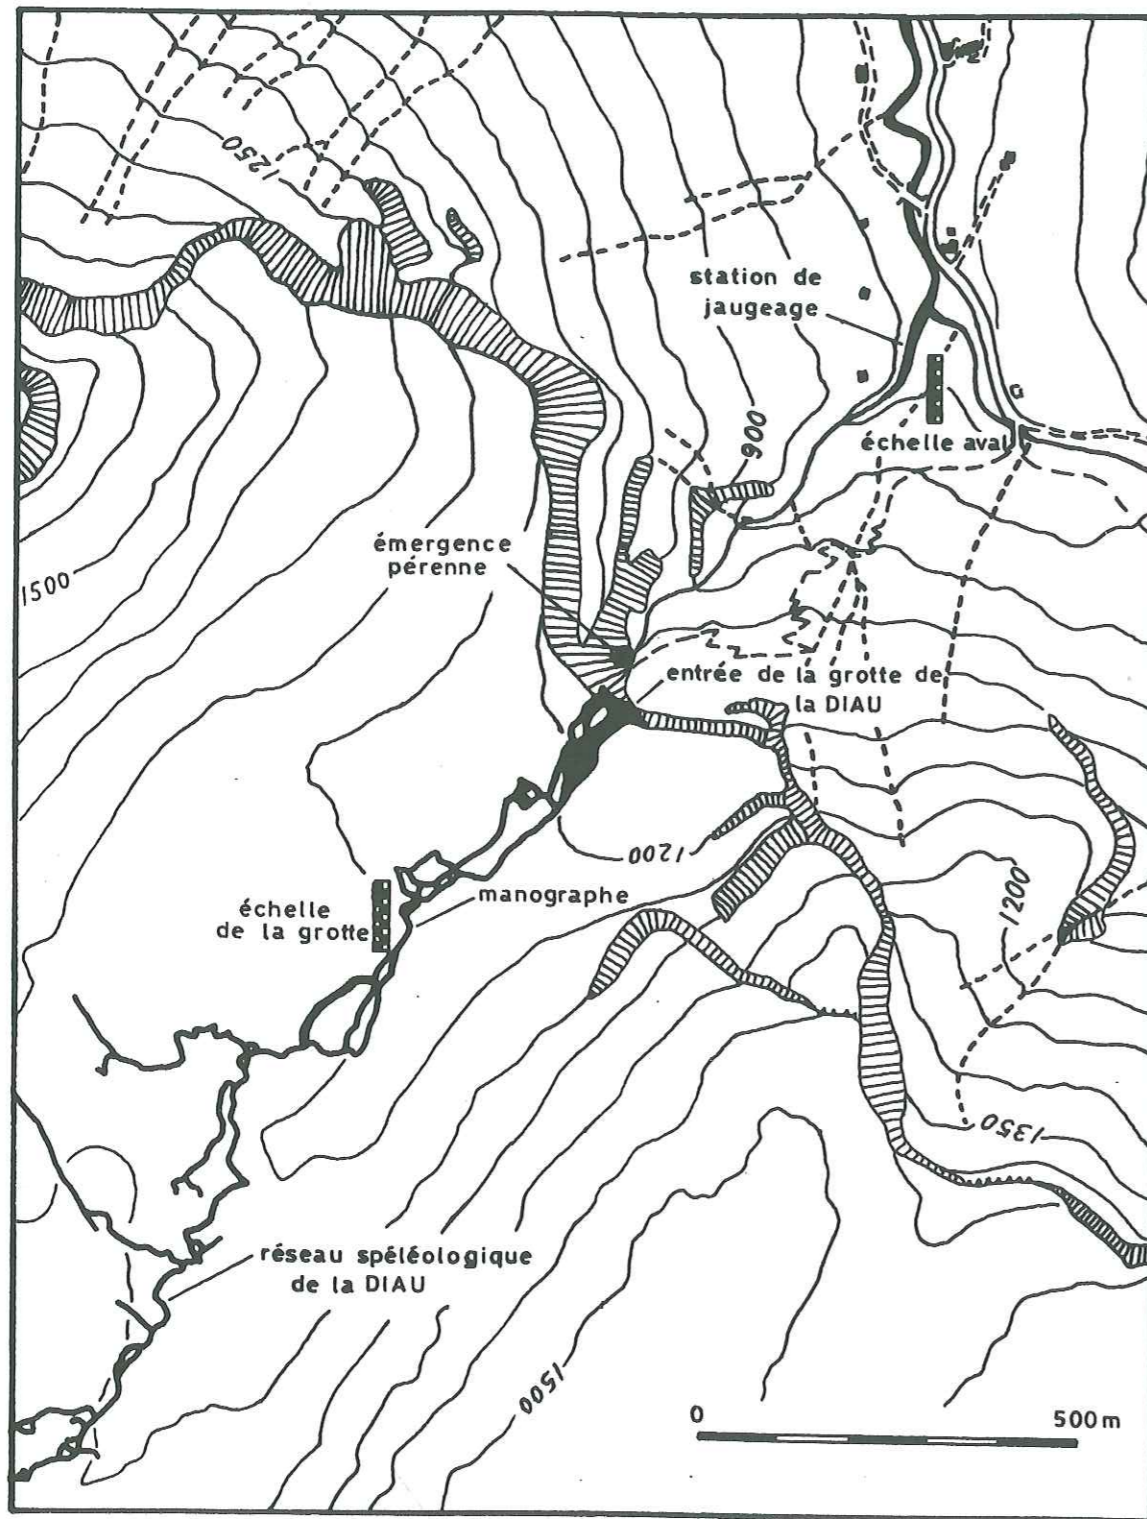 1250
station de
jaugeage
900
échelle aval
émergence
pérenne
1500
entrée de la grotte de
la DIAU
1200
manographe
échelle
de la grotte
1200
1350
réseau spéléologique
de la DIAU
1500
0 500m